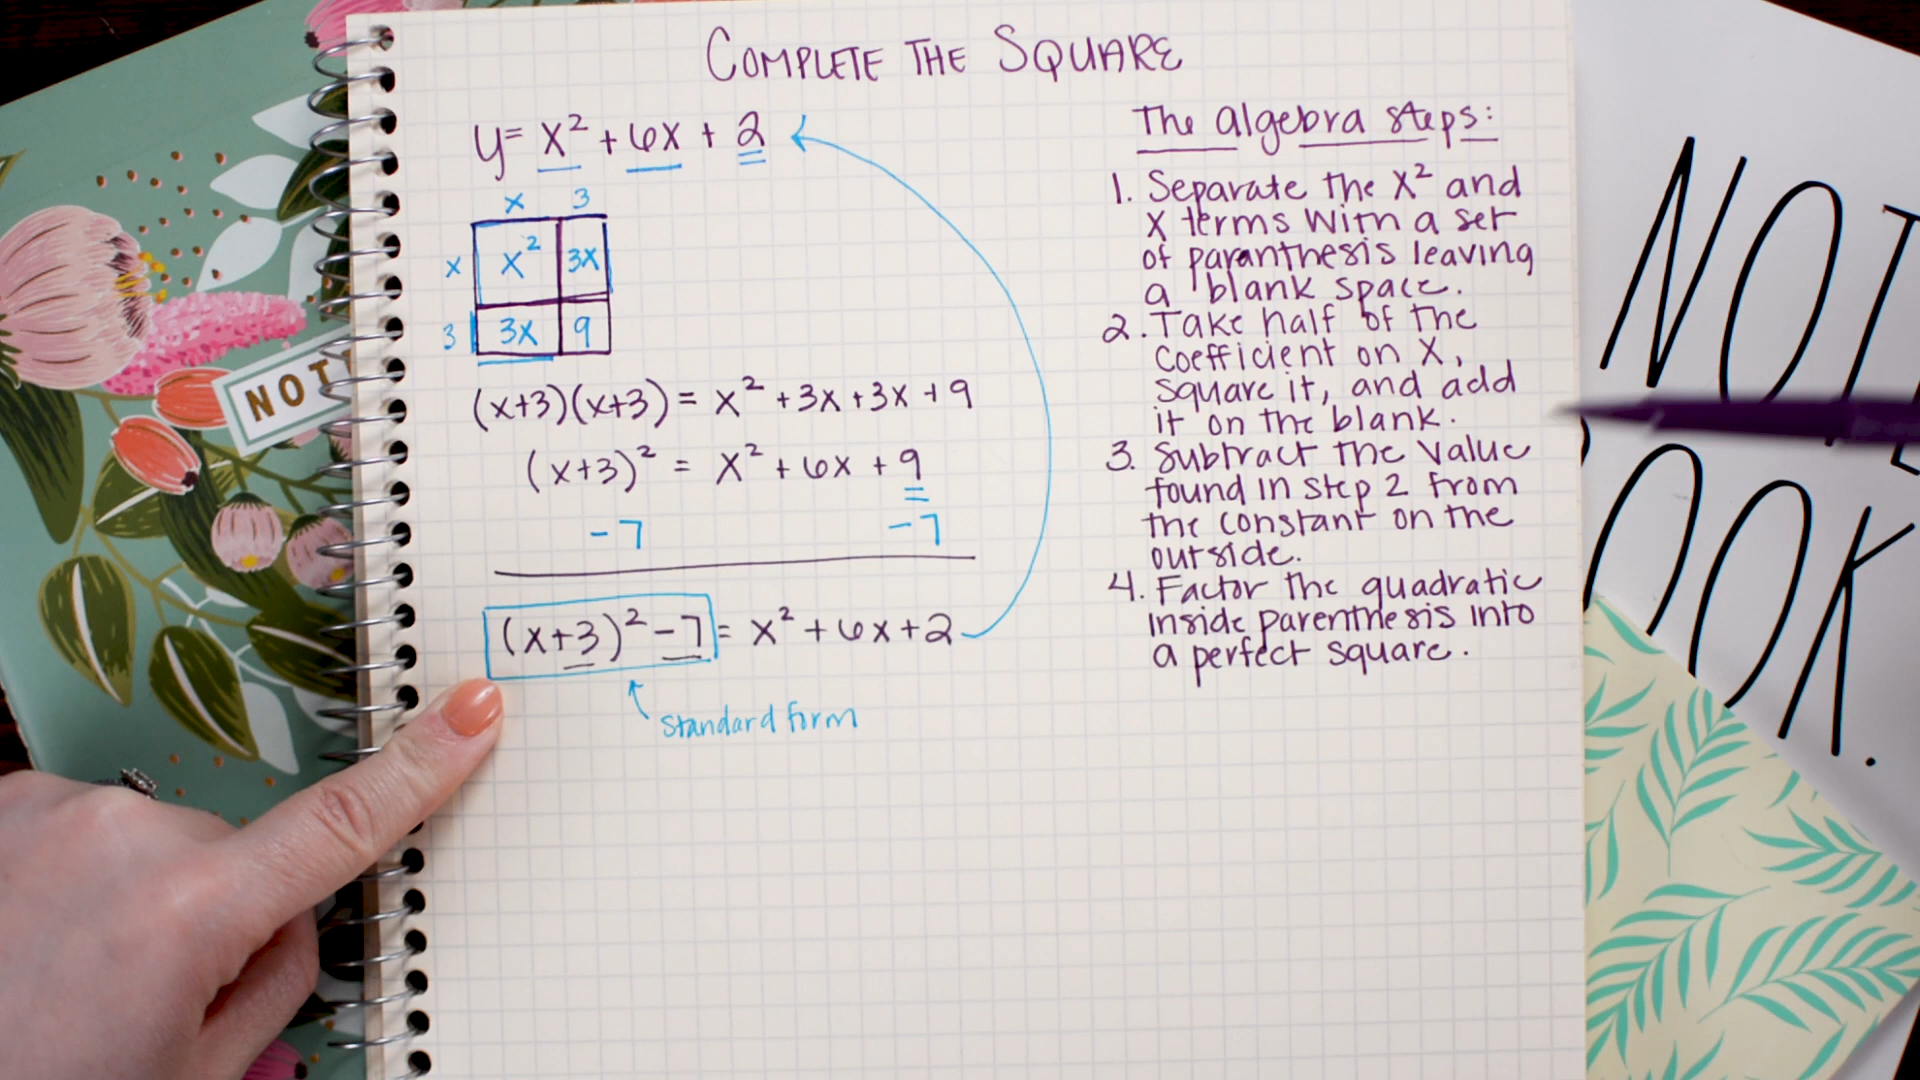 COMPLETE THE SQUARE
y = x² + 6x + 2
x 3
x x² 3x
3 3x 9
(x+3)(x+3) = x² + 3x + 3x + 9
(x+3)² = x² + 6x + 9
-7 -7
(x+3)² - 7 = x² + 6x + 2
standard form
The algebra steps:
1. Separate the x² and
x terms with a set
of paranthesis leaving
a blank space.
2. Take half of the
coefficient on x,
square it, and add
it on the blank.
3. Subtract the value
found in step 2 from
the constant on the
outside.
4. Factor the quadratic
inside parenthesis into
a perfect square.
NOT
NOT
OOK.